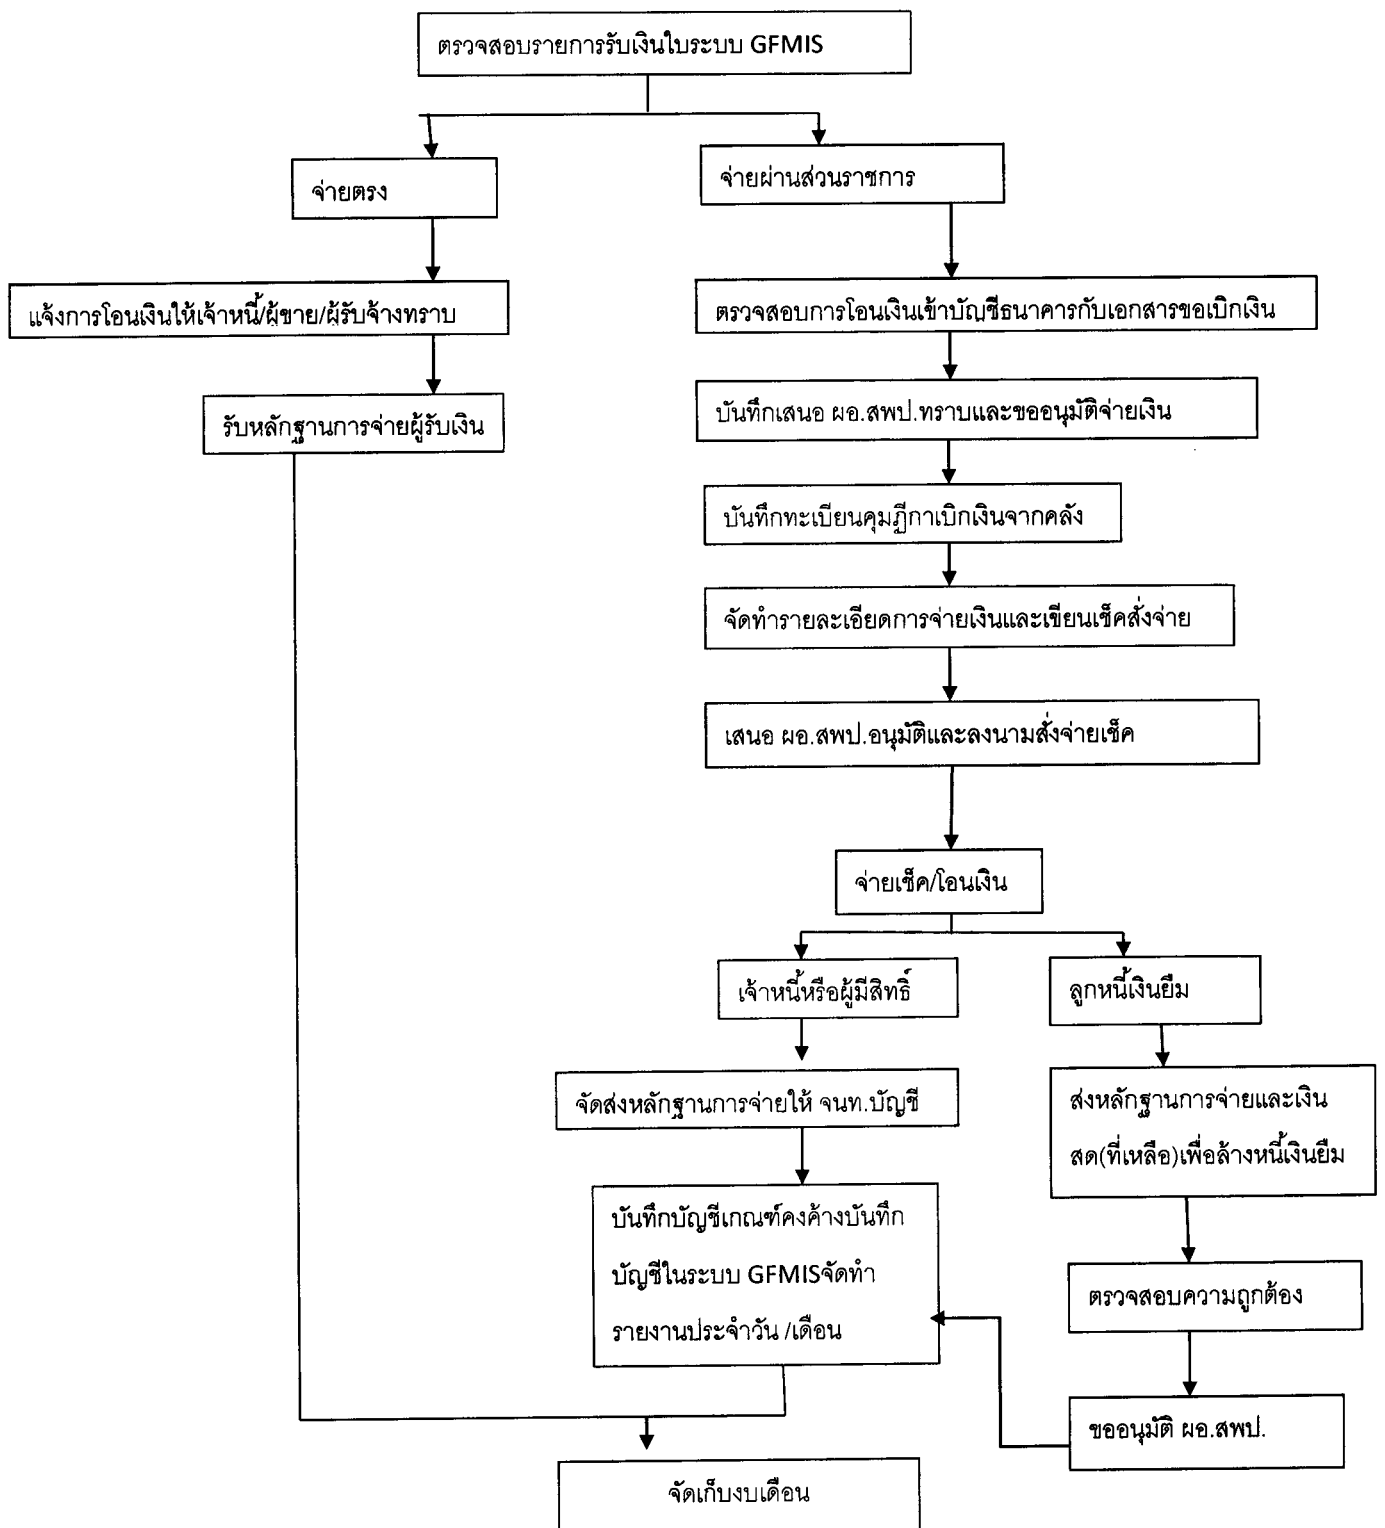 ตรวจสอบรายการรับเงินใบระบบ GFMIS
จ่ายตรง
จ่ายผ่านส่วนราชการ
แจ้งการโอนเงินให้เจ้าหนี้/ผู้ขาย/ผู้รับจ้างทราบ
ตรวจสอบการโอนเงินเข้าบัญชีธนาคารกับเอกสารขอเบิกเงิน
รับหลักฐานการจ่ายผู้รับเงิน
บันทึกเสนอ ผอ.สพป.ทราบและขออนุมัติจ่ายเงิน
บันทึกทะเบียนคุมฎีกาเบิกเงินจากคลัง
จัดทำรายละเอียดการจ่ายเงินและเขียนเช็คสั่งจ่าย
เสนอ ผอ.สพป.อนุมัติและลงนามสั่งจ่ายเช็ค
จ่ายเช็ค/โอนเงิน
เจ้าหนี้หรือผู้มีสิทธิ์
ลูกหนี้เงินยืม
จัดส่งหลักฐานการจ่ายให้ จนท.บัญชี
ส่งหลักฐานการจ่ายและเงิน
สด(ที่เหลือ)เพื่อล้างหนี้เงินยืม
บันทึกบัญชีเกณฑ์คงค้างบันทึก
บัญชีในระบบ GFMISจัดทำ
รายงานประจำวัน /เดือน
ตรวจสอบความถูกต้อง
ขออนุมัติ ผอ.สพป.
จัดเก็บงบเดือน